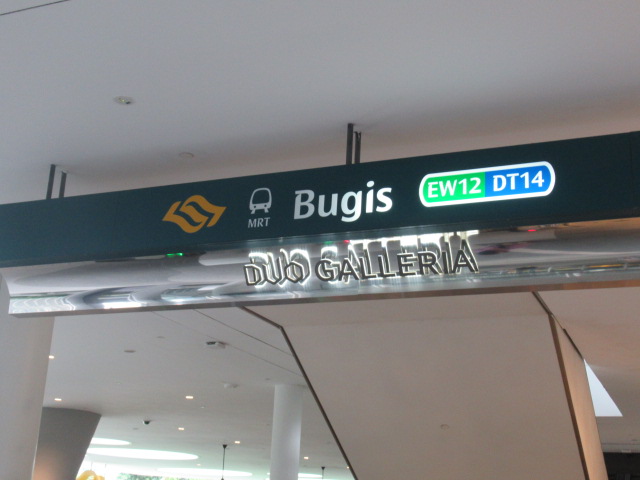 MRT
Bugis
EW12 DT14
DUO GALLERIA